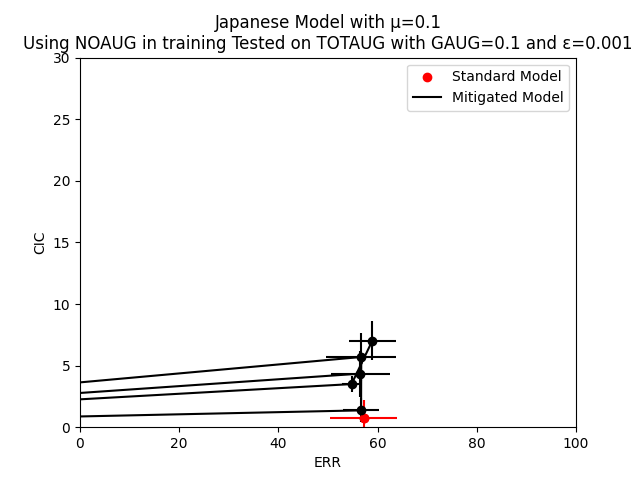 Japanese Model with μ=0.1
Using NOAUG in training Tested on TOTAUG with GAUG=0.1 and ε=0.001
Standard Model
Mitigated Model
30
25
20
15
10
5
0
CIC
0 20 40 60 80 100
ERR